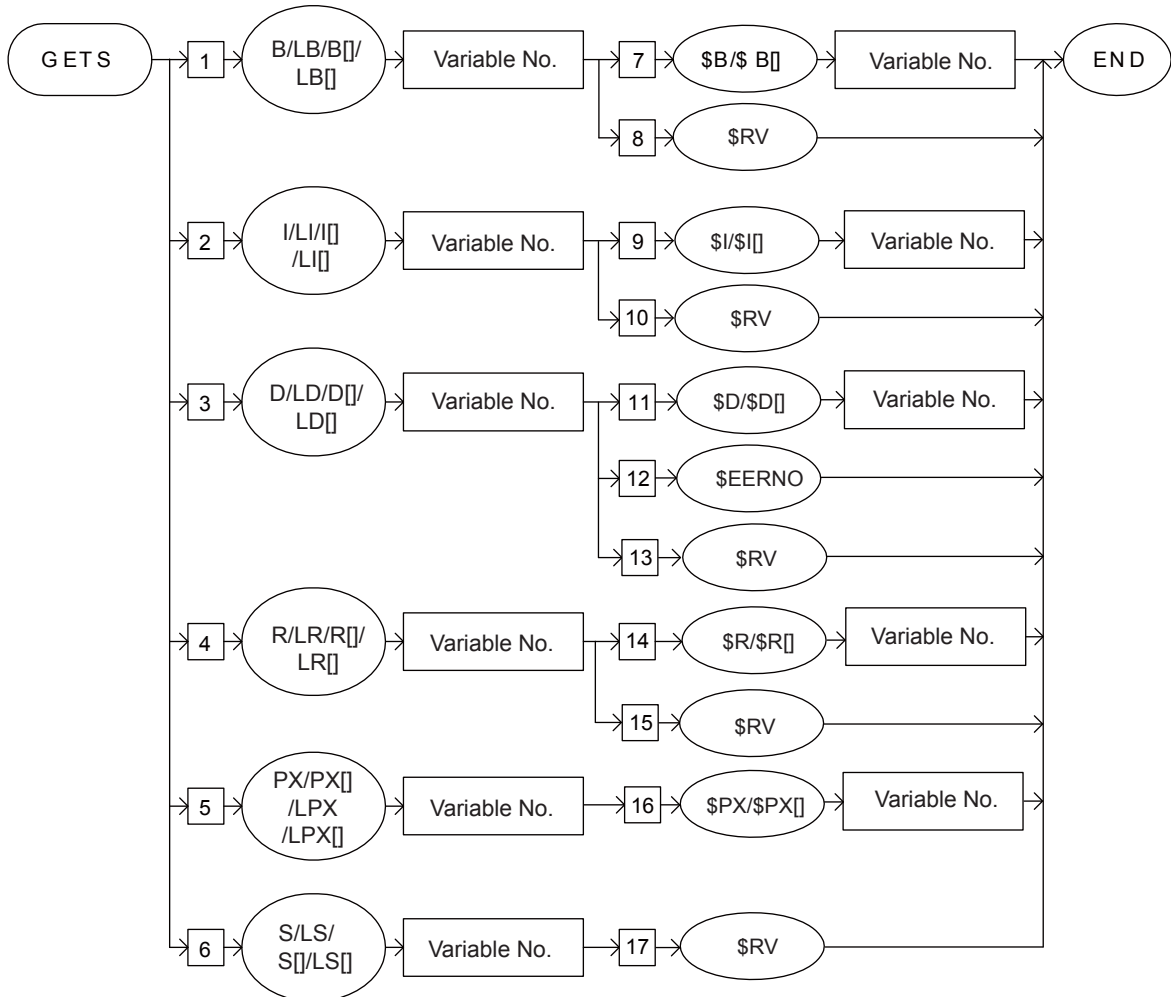 GETS
1
B/LB/B[]/
LB[]
Variable No.
7
$B/$ B[]
Variable No.
END
8
$RV
2
I/LI/I[]
/LI[]
Variable No.
9
$I/$I[]
Variable No.
10
$RV
3
D/LD/D[]/
LD[]
Variable No.
11
$D/$D[]
Variable No.
12
$EERNO
13
$RV
4
R/LR/R[]/
LR[]
Variable No.
14
$R/$R[]
Variable No.
15
$RV
5
PX/PX[]
/LPX
/LPX[]
Variable No.
16
$PX/$PX[]
Variable No.
6
S/LS/
S[]/LS[]
Variable No.
17
$RV